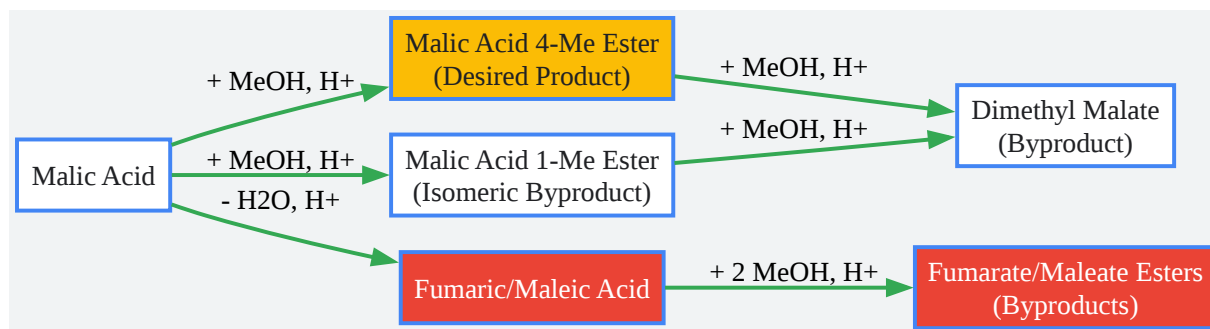 Malic Acid
+ MeOH, H+
+ MeOH, H+
- H2O, H+
Malic Acid 4-Me Ester
(Desired Product)
Malic Acid 1-Me Ester
(Isomeric Byproduct)
Fumaric/Maleic Acid
+ MeOH, H+
+ MeOH, H+
+ 2 MeOH, H+
Dimethyl Malate
(Byproduct)
Fumarate/Maleate Esters
(Byproducts)